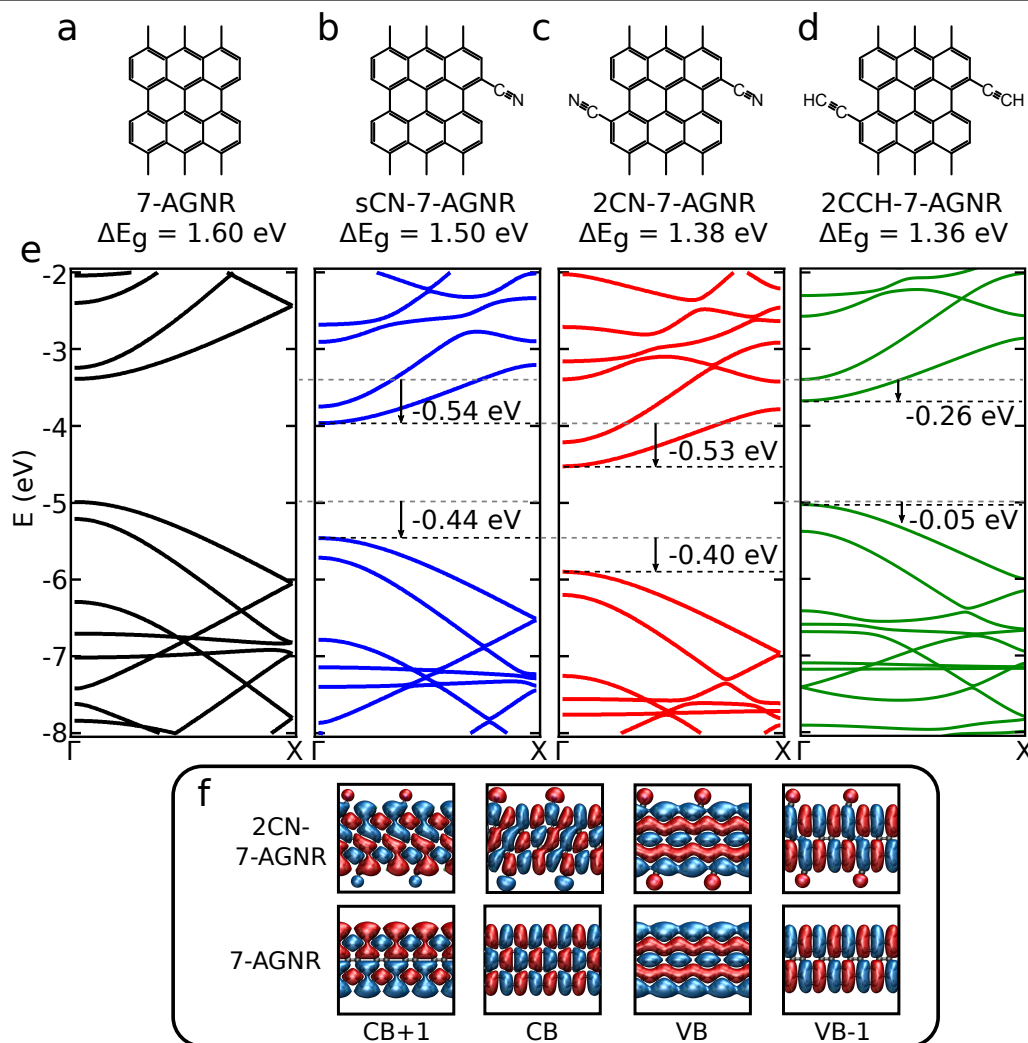 a b c d
C≡N N≡C C≡N HC≡C C≡CH
7-AGNR sCN-7-AGNR 2CN-7-AGNR 2CCH-7-AGNR
ΔEg = 1.60 eV ΔEg = 1.50 eV ΔEg = 1.38 eV ΔEg = 1.36 eV
e
E (eV)
-2
-3
-4
-5
-6
-7
-8
-0.54 eV
-0.44 eV
-0.53 eV
-0.40 eV
-0.26 eV
-0.05 eV
Γ X Γ X Γ X Γ X
f
2CN-
7-AGNR
7-AGNR
CB+1 CB VB VB-1